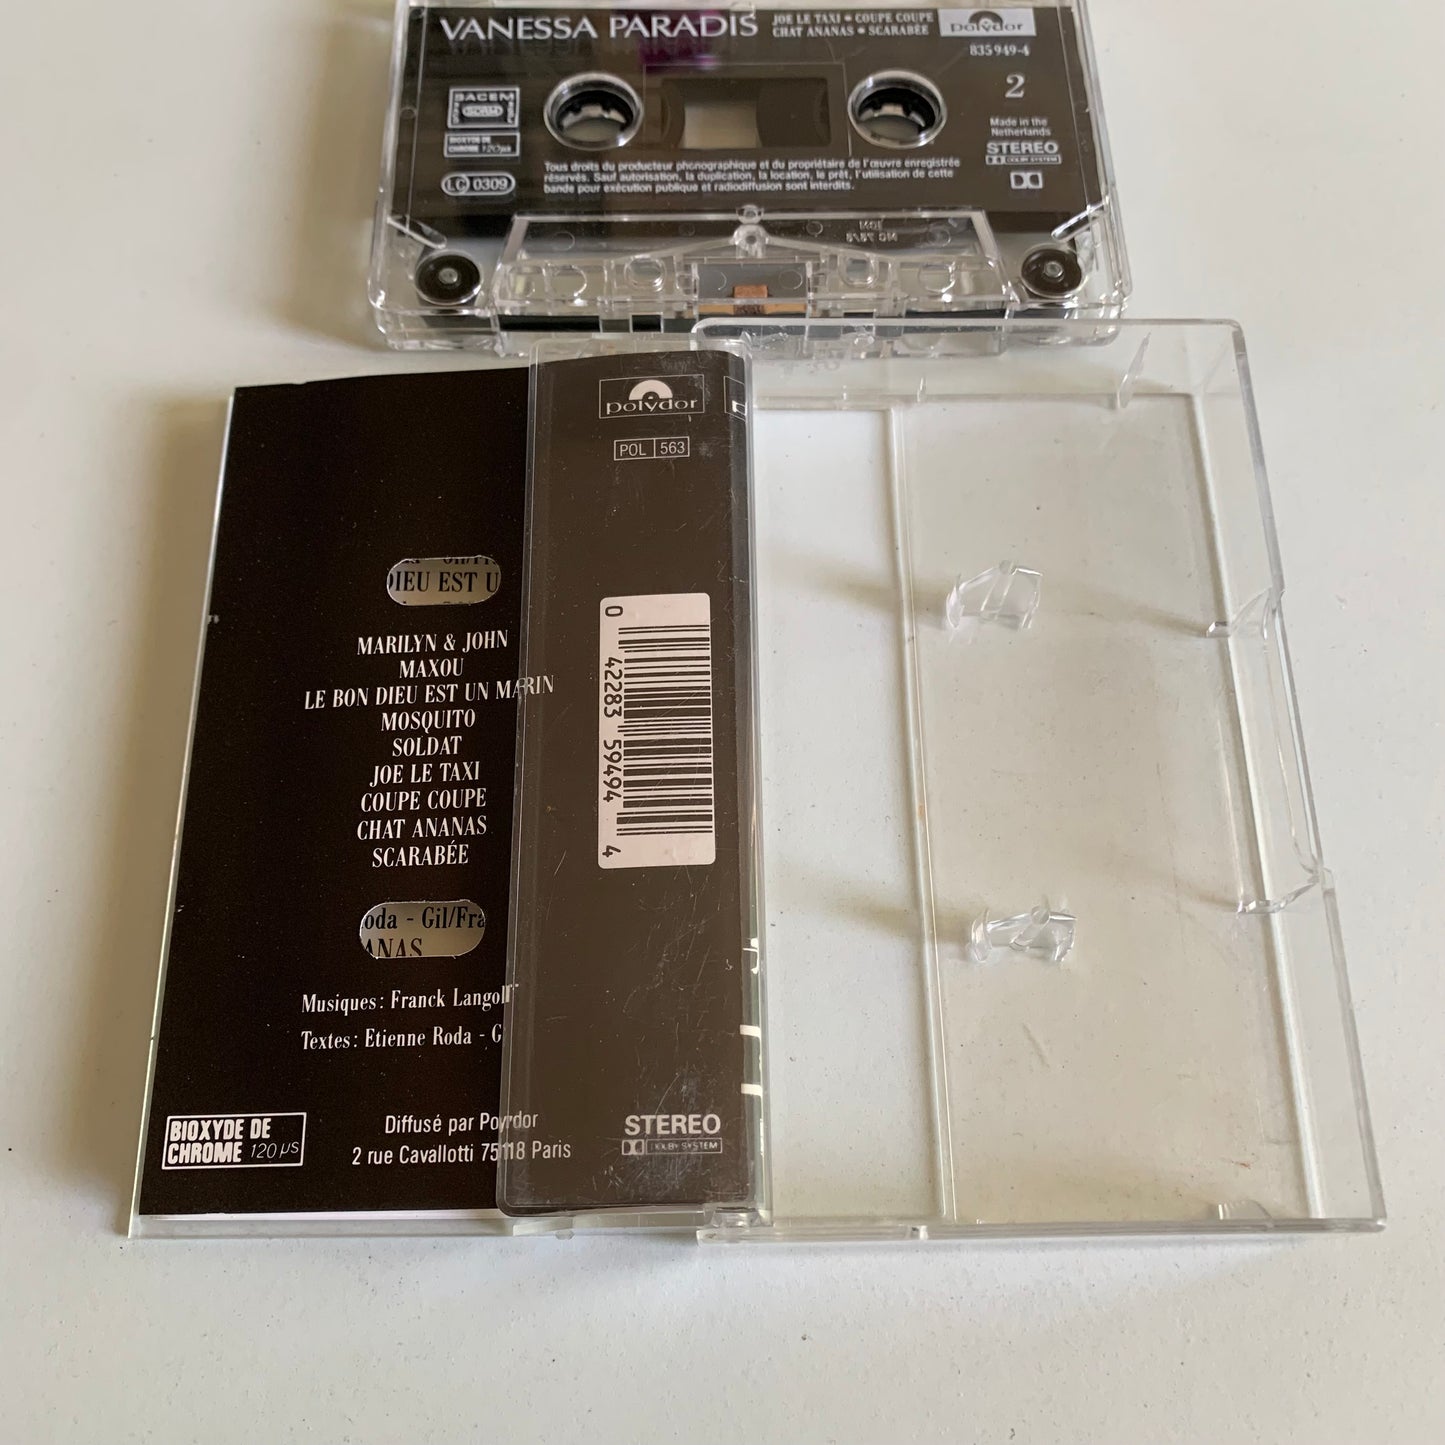 VANESSA PARADIS
JOE LE TAXI • COUPE COUPE
CHAT ANANAS • SCARABÉE
polydor
835 949-4
2
SACEM
BIOXYDE DE
CHROME 120 µs
LC 0309
Made in the
Netherlands
STEREO
DOLBY SYSTEM
Tous droits du producteur phonographique et du propriétaire de l'œuvre enregistrée
réservés. Sauf autorisation, la duplication, la location, le prêt, l'utilisation de cette
bande pour exécution publique et radiodiffusion sont interdits.
polydor
POL 563
DIEU EST U
MARILYN & JOHN
MAXOU
LE BON DIEU EST UN MARIN
MOSQUITO
SOLDAT
JOE LE TAXI
COUPE COUPE
CHAT ANANAS
SCARABÉE
oda - Gil/Fra
ANAS
Musiques: Franck Langolff
Textes: Etienne Roda - G
0 42283 59494 4
BIOXYDE DE
CHROME 120 µs
Diffusé par Polydor
2 rue Cavallotti 75118 Paris
STEREO
DOLBY SYSTEM